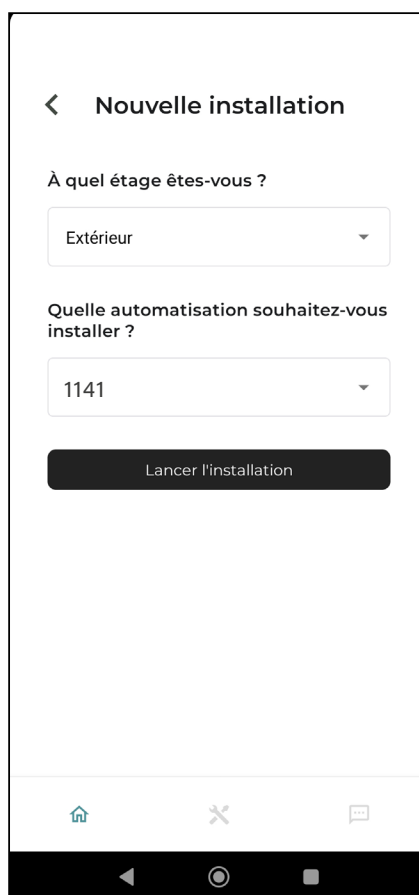 Nouvelle installation
À quel étage êtes-vous ?
Extérieur
Quelle automatisation souhaitez-vous
installer ?
1141
Lancer l'installation